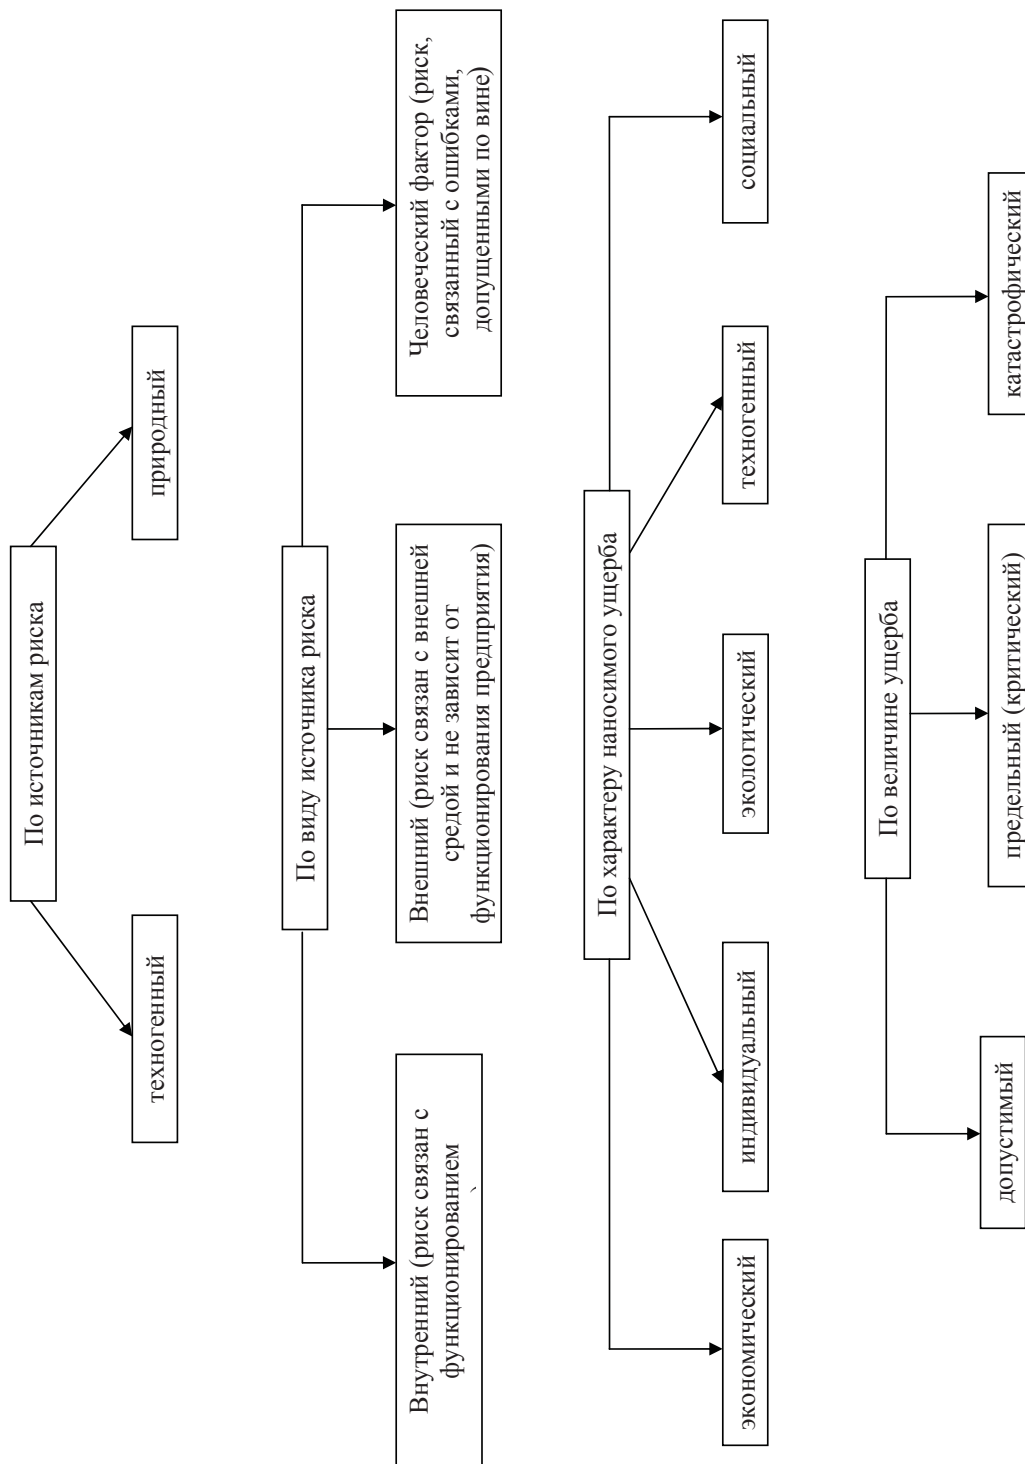 По источникам риска
техногенный
природный
По виду источника риска
Внутренний (риск связан с
функционированием
Внешний (риск связан с внешней
средой и не зависит от
функционирования предприятия)
Человеческий фактор (риск,
связанный с ошибками,
допущенными по вине)
По характеру наносимого ущерба
экономический
индивидуальный
экологический
техногенный
социальный
По величине ущерба
допустимый
предельный (критический)
катастрофический